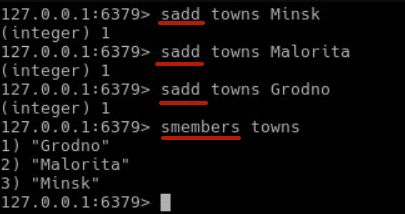 127.0.0.1:6379> sadd towns Minsk
(integer) 1
127.0.0.1:6379> sadd towns Malorita
(integer) 1
127.0.0.1:6379> sadd towns Grodno
(integer) 1
127.0.0.1:6379> smembers towns
1) "Grodno"
2) "Malorita"
3) "Minsk"
127.0.0.1:6379>